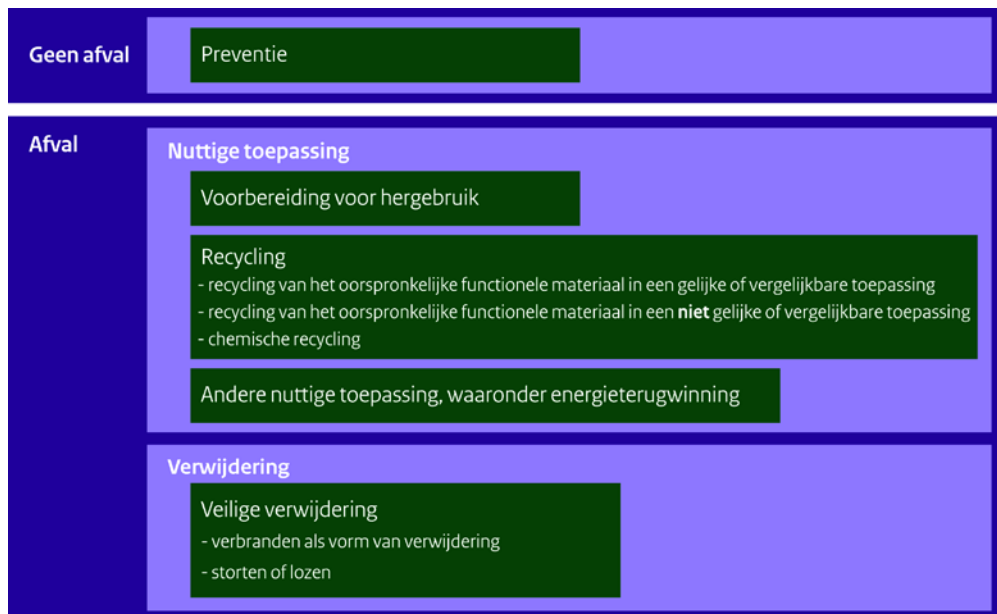 Geen afval
Preventie
Afval
Nuttige toepassing
Voorbereiding voor hergebruik
Recycling
- recycling van het oorspronkelijke functionele materiaal in een gelijke of vergelijkbare toepassing
- recycling van het oorspronkelijke functionele materiaal in een niet gelijke of vergelijkbare toepassing
- chemische recycling
Andere nuttige toepassing, waaronder energieterugwinning
Verwijdering
Veilige verwijdering
- verbranden als vorm van verwijdering
- storten of lozen